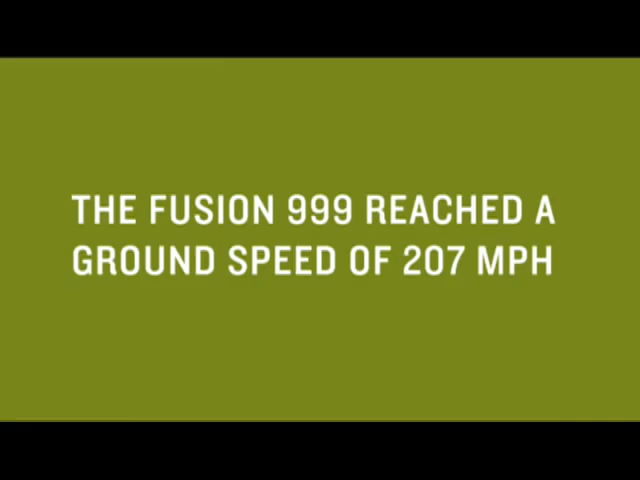 THE FUSION 999 REACHED A
GROUND SPEED OF 207 MPH